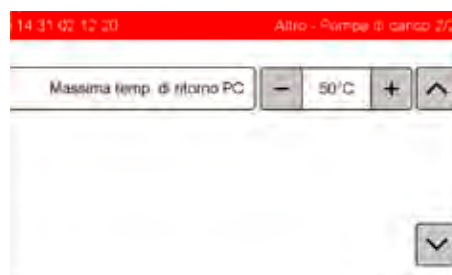 14:31 02.12.20 Altro - Pompe di carico 2/2
Massima temp. di ritorno PC − 50°C +